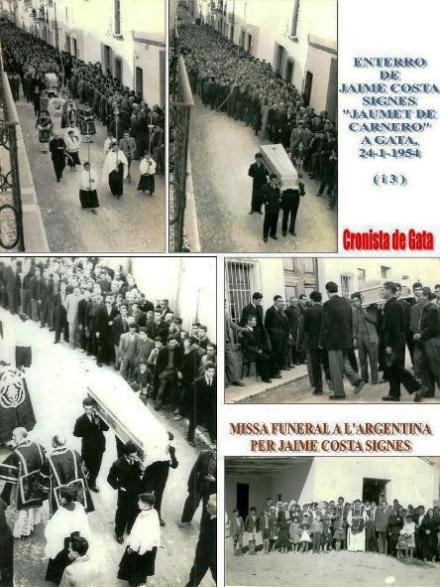 ENTERRO
DE
JAIME COSTA
SIGNES
"JAUMET DE
CARNERO"
A GATA,
24-1-1954
( i 3 )
Cronista de Gata
MISSA FUNERAL A L'ARGENTINA
PER JAIME COSTA SIGNES